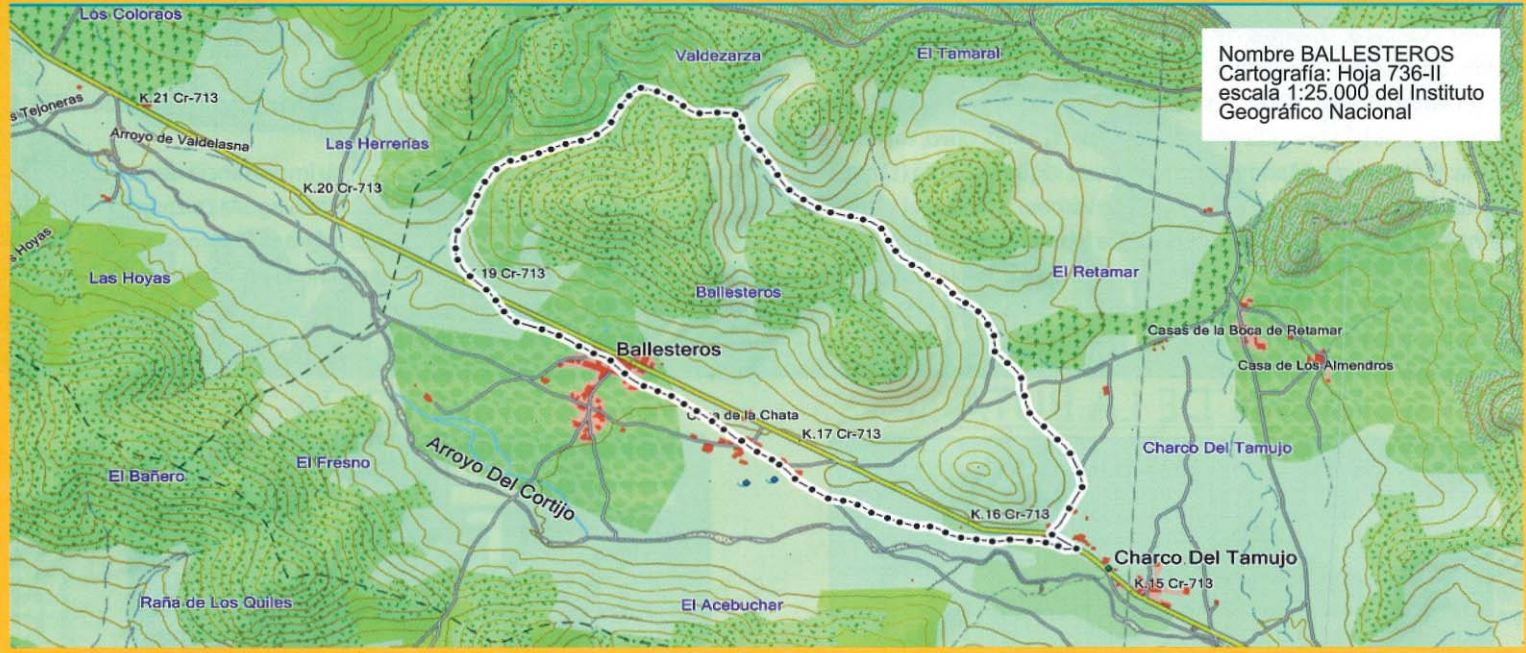 Los Coloraos
Valdezarza
El Tamaral
Nombre BALLESTEROS
Cartografía: Hoja 736-II
escala 1:25.000 del Instituto
Geográfico Nacional
K.21 Cr-713
s Tejoneras
Arroyo de Valdelasna
Las Herrerías
K.20 Cr-713
s Hoyas
Las Hoyas
19 Cr-713
Ballesteros
El Retamar
Casas de la Boca de Retamar
Ballesteros
Casa de Los Almendros
de la Chata
K.17 Cr-713
Charco Del Tamujo
El Fresno
El Bañero
Arroyo Del Cortijo
K.16 Cr-713
Charco Del Tamujo
K.15 Cr-713
Raña de Los Quiles
El Acebuchar